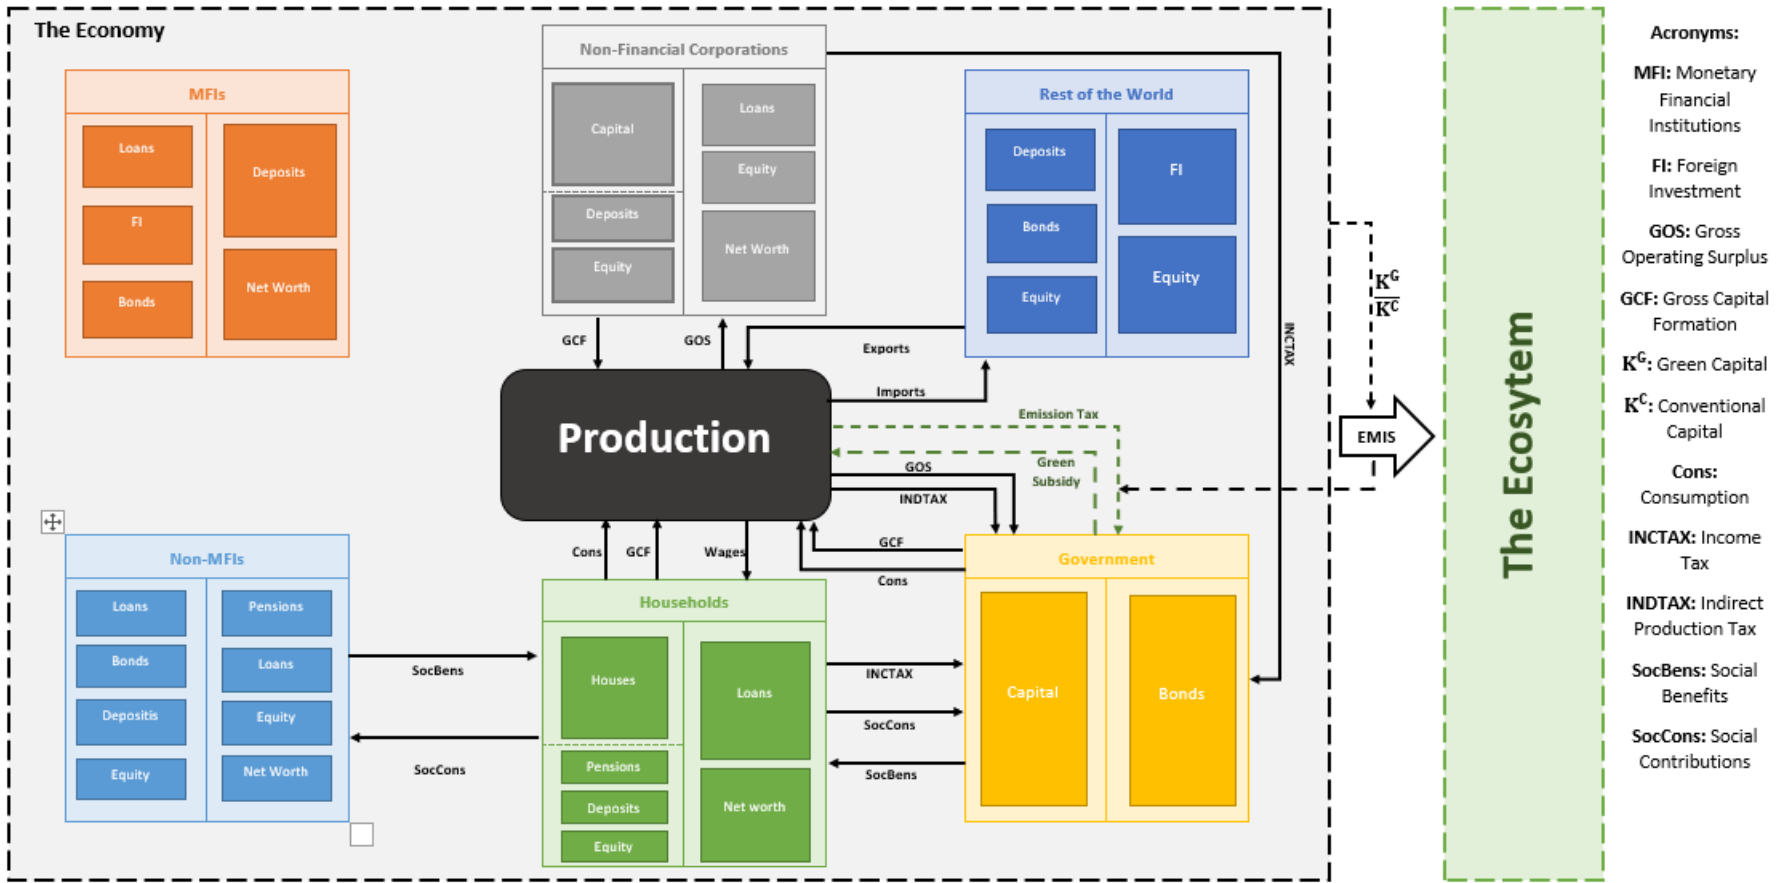 The Economy
MFIs
Loans
FI
Bonds
Deposits
Net Worth
Non-Financial Corporations
Capital
Deposits
Equity
Loans
Equity
Net Worth
Rest of the World
Deposits
Bonds
Equity
FI
Equity
GCF
GOS
Exports
Imports
INCTAX
Production
Emission Tax
Green
Subsidy
GOS
INDTAX
GCF
Cons
Cons
GCF
Wages
Non-MFIs
Loans
Bonds
Depositis
Equity
Pensions
Loans
Equity
Net Worth
SocBens
SocCons
Households
Houses
Pensions
Deposits
Equity
Loans
Net worth
INCTAX
SocCons
SocBens
Government
Capital
Bonds
K^G
K^C
EMIS
The Ecosytem
Acronyms:
MFI: Monetary
Financial
Institutions
FI: Foreign
Investment
GOS: Gross
Operating Surplus
GCF: Gross Capital
Formation
K^G: Green Capital
K^C: Conventional
Capital
Cons:
Consumption
INCTAX: Income
Tax
INDTAX: Indirect
Production Tax
SocBens: Social
Benefits
SocCons: Social
Contributions